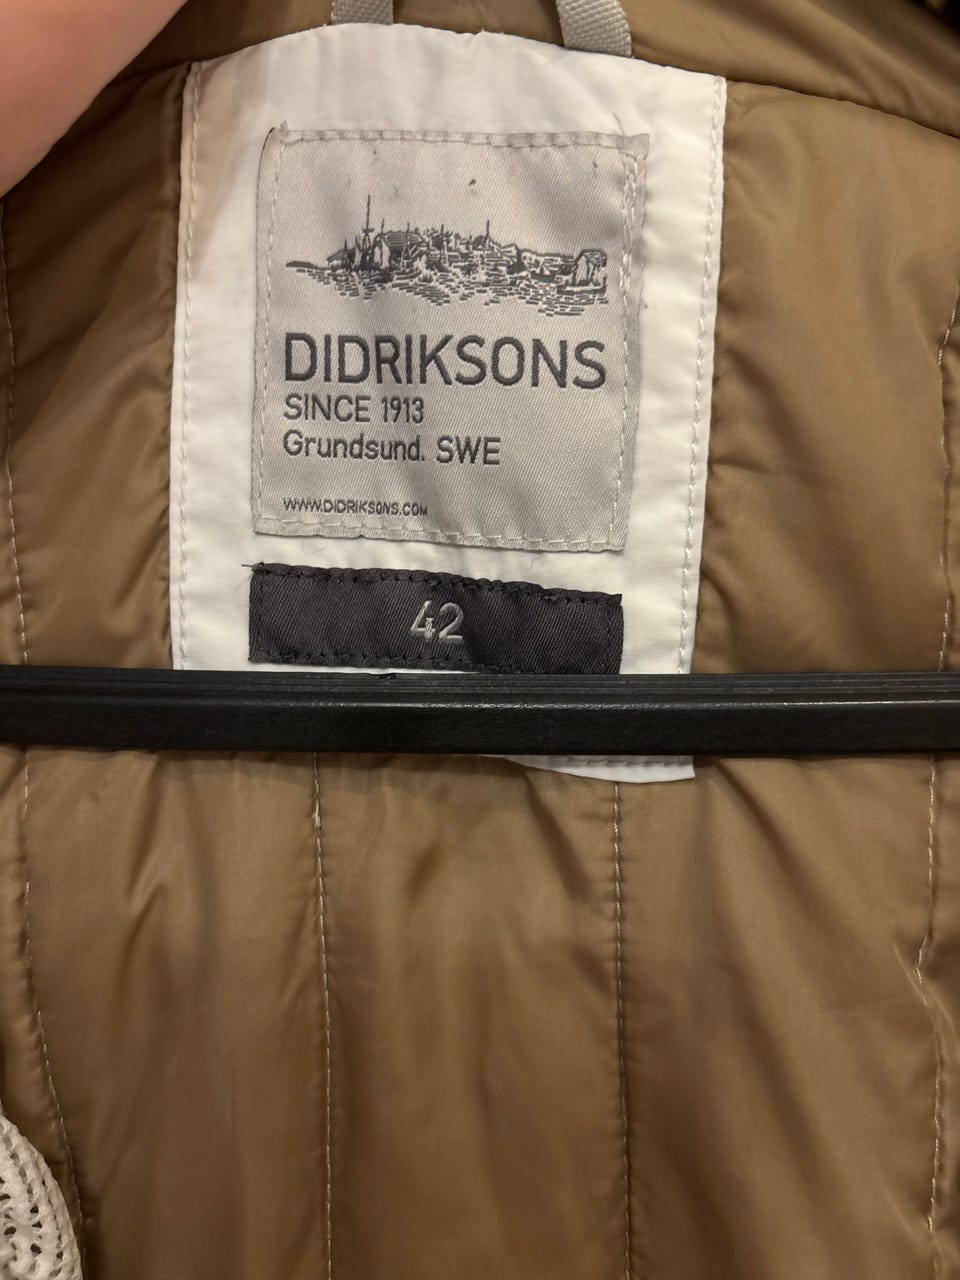 DIDRIKSONS
SINCE 1913
Grundsund. SWE
WWW.DIDRIKSONS.COM
42